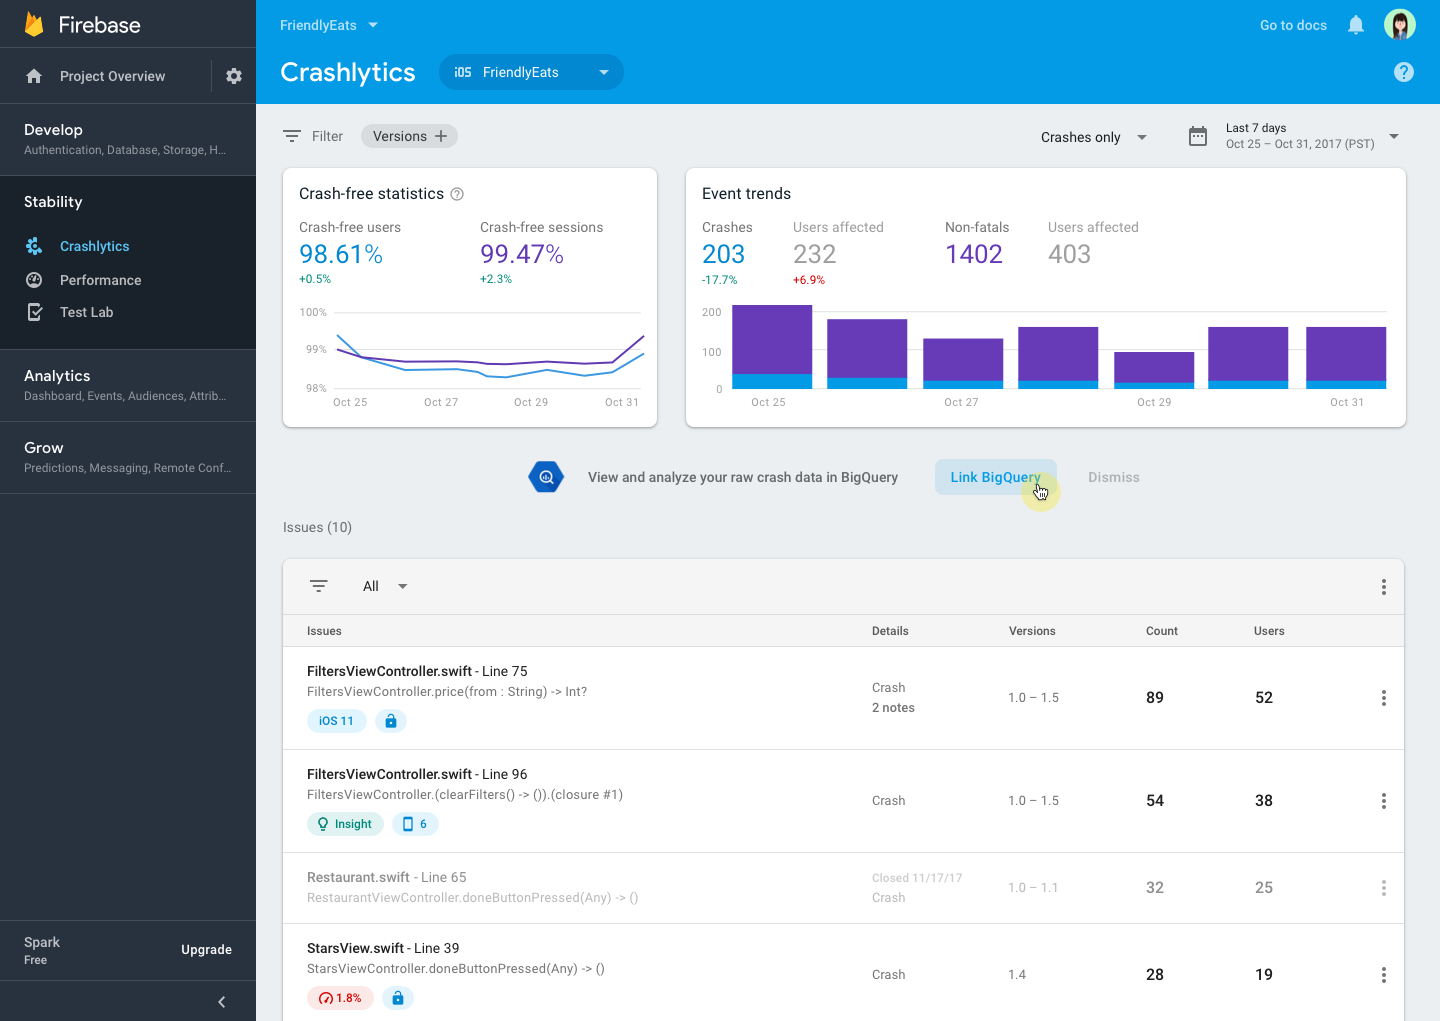 Firebase
Project Overview
Develop
Authentication, Database, Storage, H...
Stability
Crashlytics
Performance
Test Lab
Analytics
Dashboard, Events, Audiences, Attrib...
Grow
Predictions, Messaging, Remote Conf...
Spark
Free
Upgrade
FriendlyEats
Go to docs
Crashlytics
iOS FriendlyEats
Filter
Versions +
Crashes only
Last 7 days
Oct 25 – Oct 31, 2017 (PST)
Crash-free statistics
Crash-free users
98.61%
+0.5%
Crash-free sessions
99.47%
+2.3%
100%
99%
98%
Oct 25 Oct 27 Oct 29 Oct 31
Event trends
Crashes
203
-17.7%
Users affected
232
+6.9%
Non-fatals
1402
Users affected
403
200
100
0
Oct 25 Oct 27 Oct 29 Oct 31
View and analyze your raw crash data in BigQuery
Link BigQuery
Dismiss
Issues (10)
All
Issues Details Versions Count Users
FiltersViewController.swift - Line 75
FiltersViewController.price(from : String) -> Int?
iOS 11
Crash
2 notes
1.0 – 1.5
89
52
FiltersViewController.swift - Line 96
FiltersViewController.(clearFilters() -> ()).(closure #1)
Insight
6
Crash
1.0 – 1.5
54
38
Restaurant.swift - Line 65
RestaurantViewController.doneButtonPressed(Any) -> ()
Closed 11/17/17
Crash
1.0 – 1.1
32
25
StarsView.swift - Line 39
StarsViewController.doneButtonPressed(Any) -> ()
1.8%
Crash
1.4
28
19